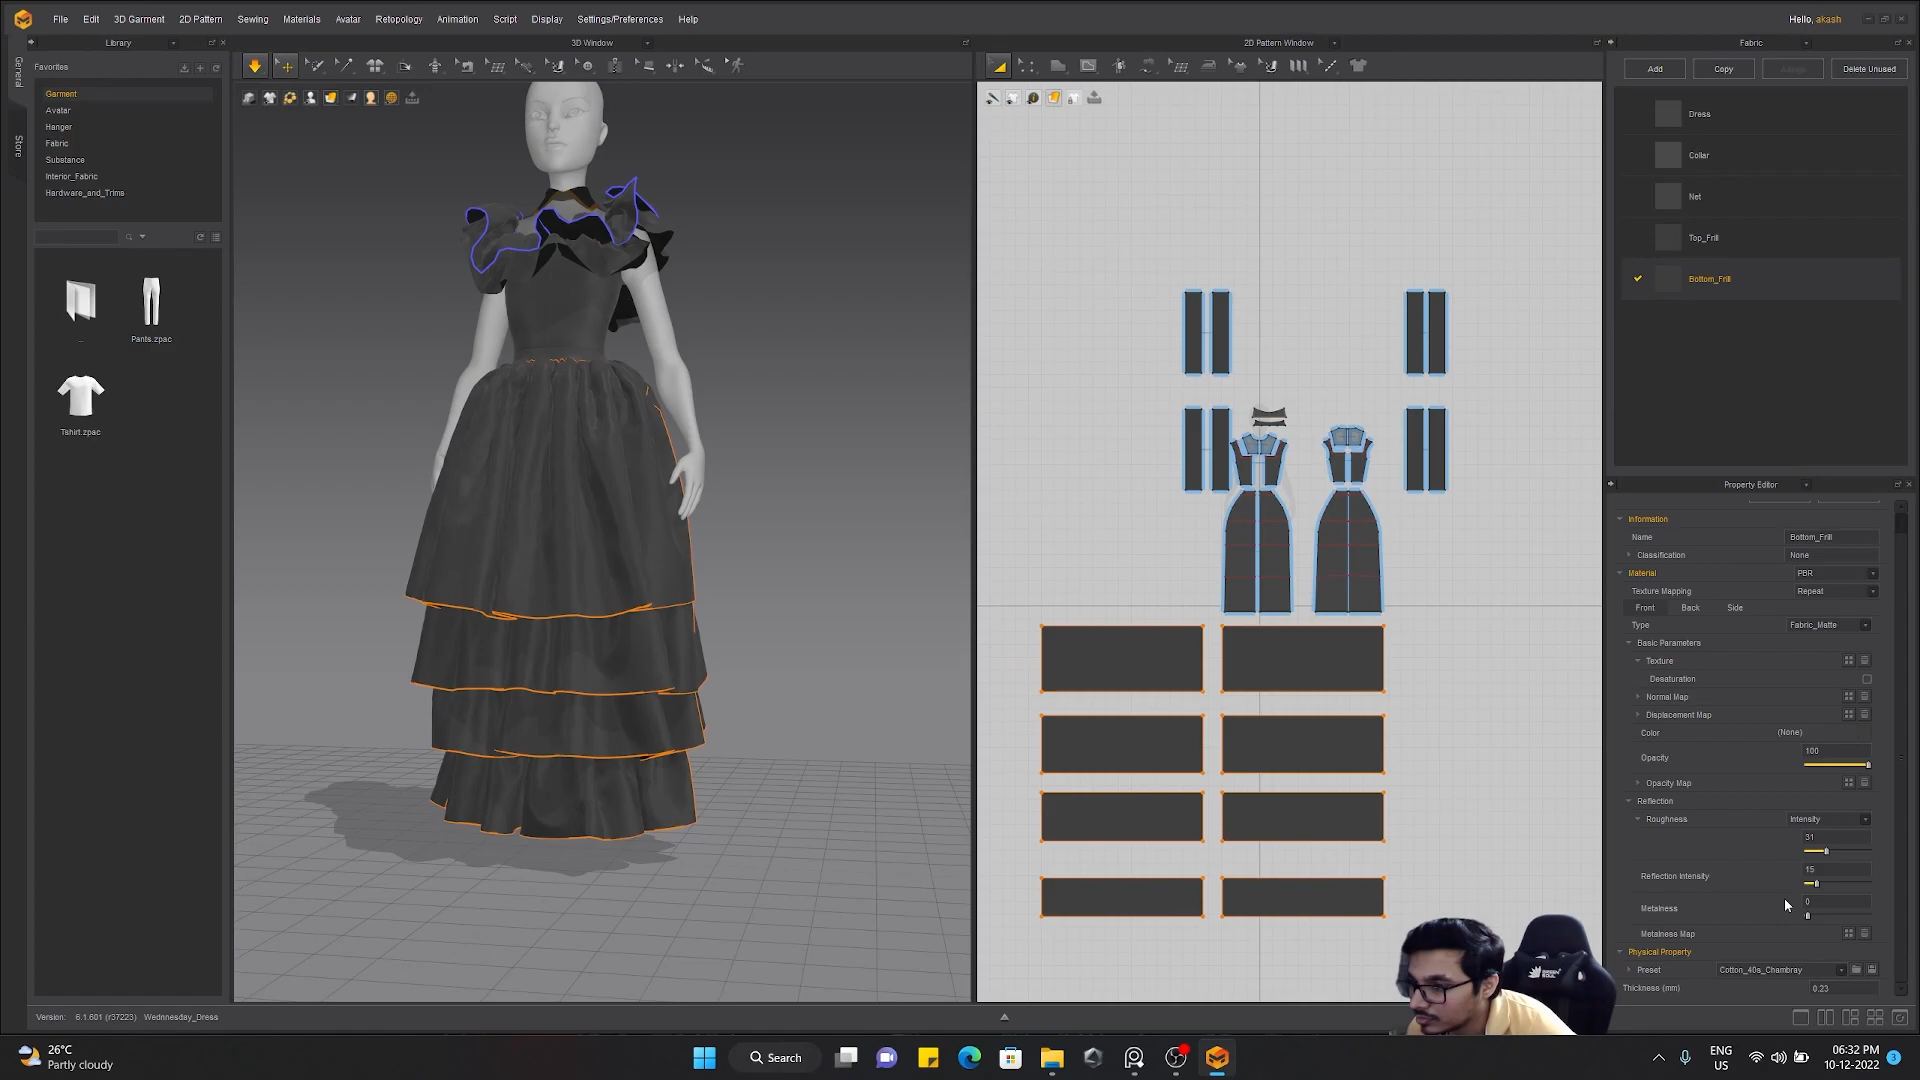 File Edit 3D Garment 2D Pattern Sewing Materials Avatar Retopology Animation Script Display Settings/Preferences Help
Hello, akash
Library
3D Window
2D Pattern Window
Fabric
General
Store
Favorites
Garment
Avatar
Hanger
Fabric
Substance
Interior_Fabric
Hardware_and_Trims
..
Pants.zpac
Tshirt.zpac
Add Copy Assign Delete Unused
Dress
Collar
Net
Top_Frill
Bottom_Frill
Property Editor
Information
Name Bottom_Frill
Classification None
Material PBR
Texture Mapping Repeat
Front Back Side
Type Fabric_Matte
Basic Parameters
Texture
Desaturation
Normal Map
Displacement Map
Color (None)
Opacity 100
Opacity Map
Reflection
Roughness Intensity
31
Reflection Intensity 15
Metalness 0
Metalness Map
Physical Property
Preset Cotton_40s_Chambray
Thickness (mm) 0.23
Version: 6.1.601 (r37223) Wednesday_Dress
GREEN SOUL
26°C
Partly cloudy
Search
ENG
US
06:32 PM
10-12-2022
3